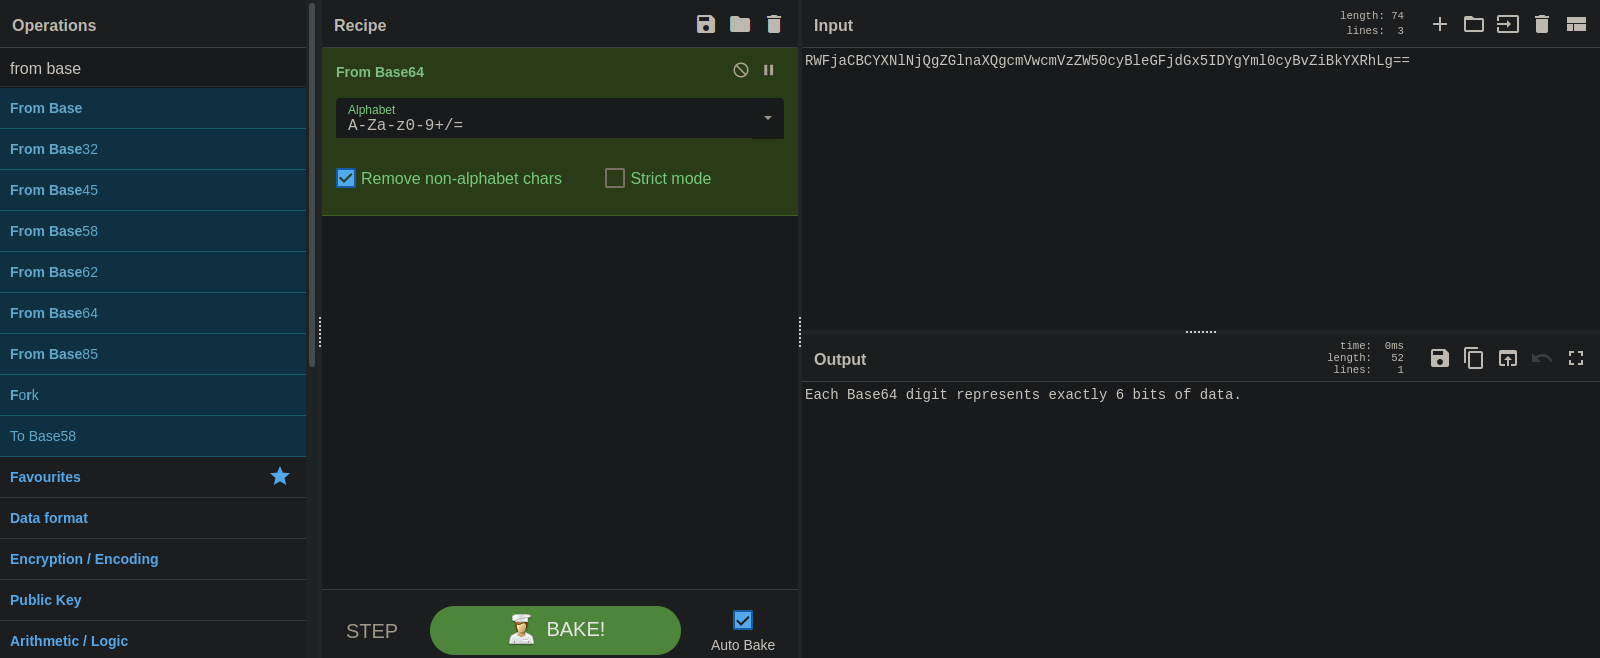 Operations
from base
From Base
From Base32
From Base45
From Base58
From Base62
From Base64
From Base85
Fork
To Base58
Favourites
Data format
Encryption / Encoding
Public Key
Arithmetic / Logic
Recipe
From Base64
Alphabet
A-Za-z0-9+/=
Remove non-alphabet chars Strict mode
STEP BAKE! Auto Bake
Input
length: 74
lines: 3
RWFjaCBCYXNlNjQgZGlnaXQgcmVwcmVzZW50cyBleGFjdGx5IDYgYml0cyBvZiBkYXRhLg==
Output
time: 0ms
length: 52
lines: 1
Each Base64 digit represents exactly 6 bits of data.